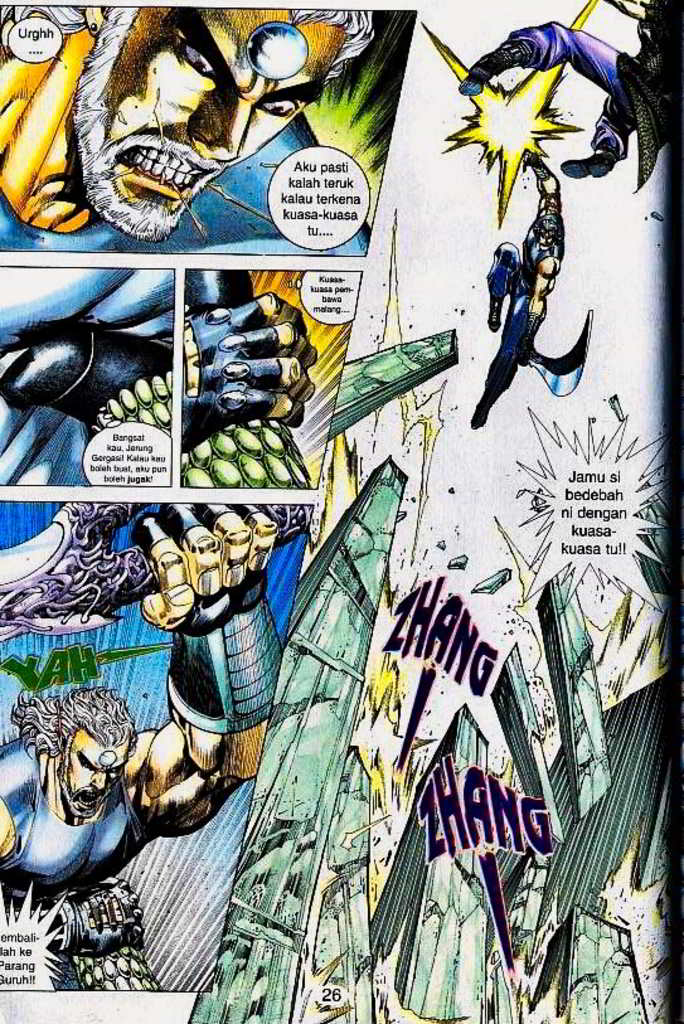 Urghh
....
Aku pasti
kalah teruk
kalau terkena
kuasa-kuasa
tu....
Bangsat
kau, Jerung
Gergasi! Kalau kau
boleh buat, aku pun
boleh jugak!
Kuasa-
kuasa pem-
bawa
malang....
YAH
embali-
lah ke
Parang
Guruh!!
Jamu si
bedebah
ni dengan
kuasa-
kuasa tu!!
ZHANG
ZHANG
26